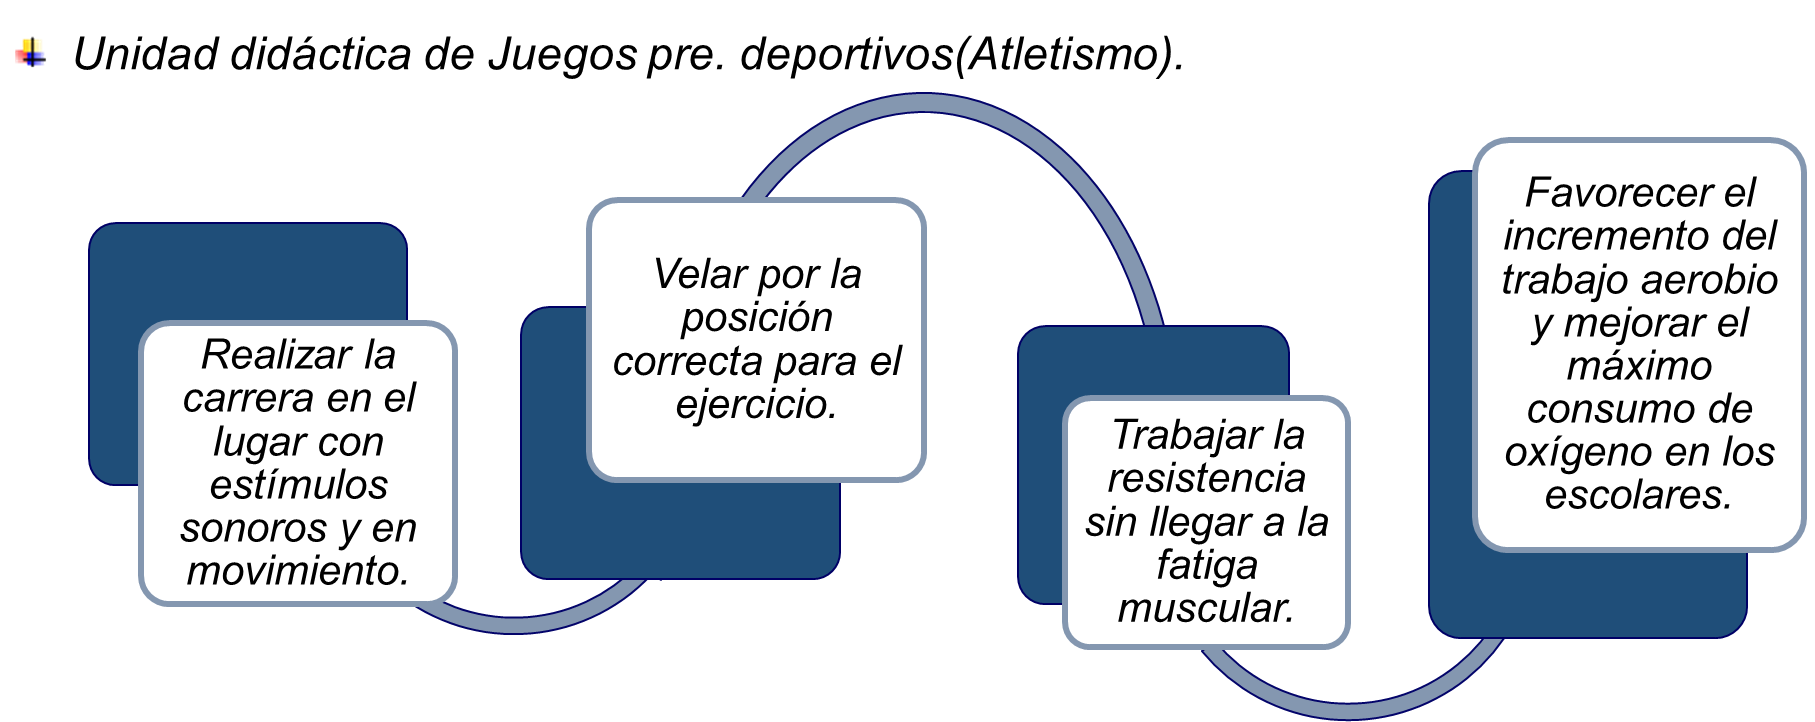 Unidad didáctica de Juegos pre. deportivos(Atletismo).
Realizar la
carrera en el
lugar con
estímulos
sonoros y en
movimiento.
Velar por la
posición
correcta para el
ejercicio.
Trabajar la
resistencia
sin llegar a la
fatiga
muscular.
Favorecer el
incremento del
trabajo aerobio
y mejorar el
máximo
consumo de
oxígeno en los
escolares.